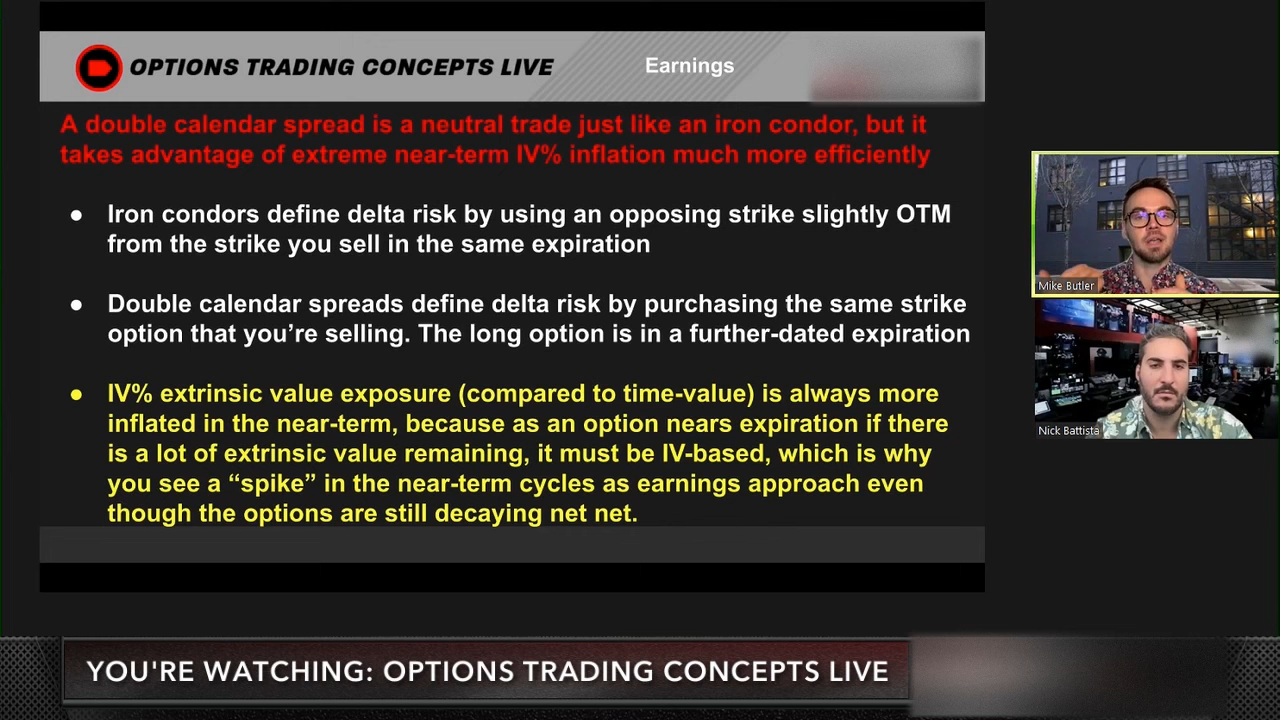 OPTIONS TRADING CONCEPTS LIVE
Earnings
A double calendar spread is a neutral trade just like an iron condor, but it
takes advantage of extreme near-term IV% inflation much more efficiently
● Iron condors define delta risk by using an opposing strike slightly OTM
from the strike you sell in the same expiration
● Double calendar spreads define delta risk by purchasing the same strike
option that you’re selling. The long option is in a further-dated expiration
● IV% extrinsic value exposure (compared to time-value) is always more
inflated in the near-term, because as an option nears expiration if there
is a lot of extrinsic value remaining, it must be IV-based, which is why
you see a “spike” in the near-term cycles as earnings approach even
though the options are still decaying net net.
Mike Butler
Nick Battista
YOU'RE WATCHING: OPTIONS TRADING CONCEPTS LIVE